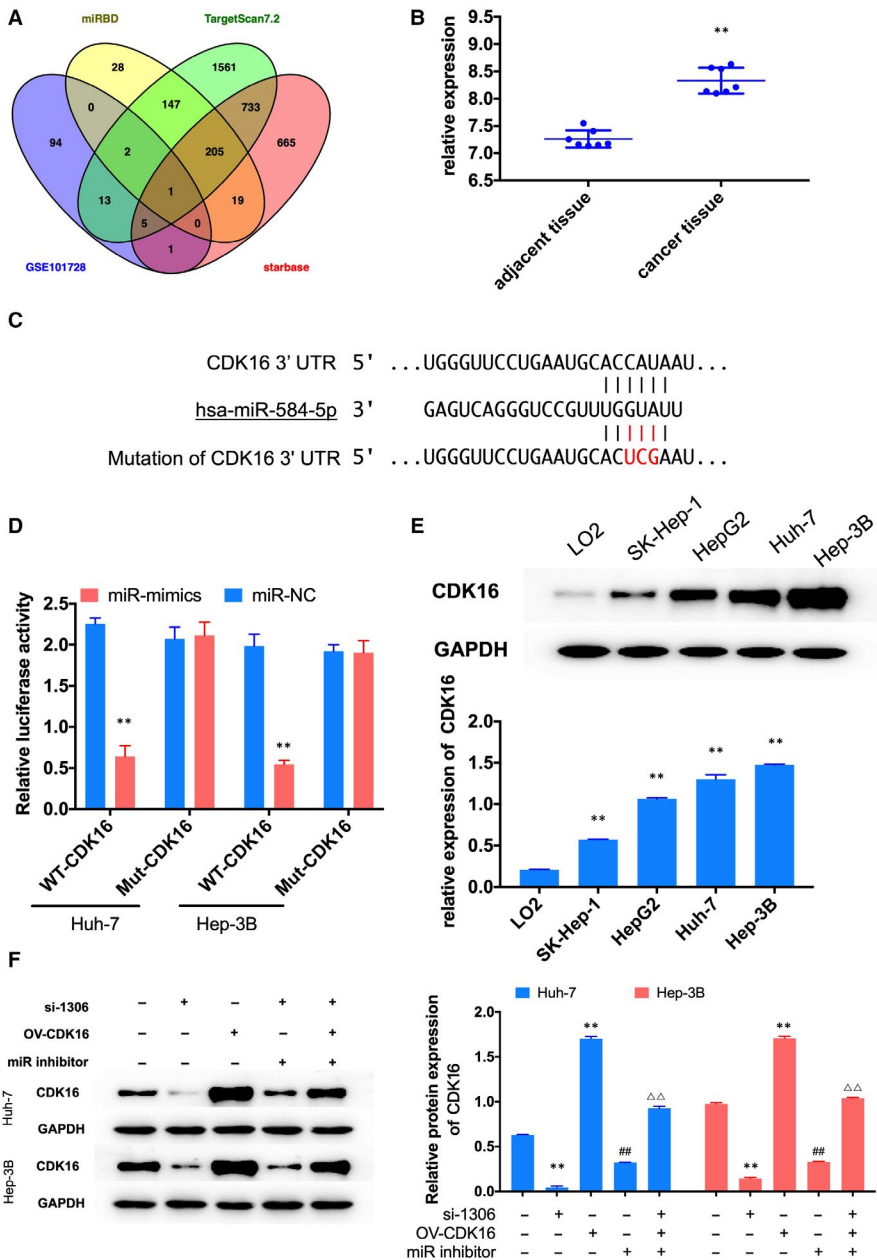 A
miRBD
TargetScan7.2
28
1561
0
147
733
94
2
205
665
13
1
19
5
0
1
GSE101728
starbase
B
relative expression
9.5
9.0
8.5
8.0
7.5
7.0
6.5
**
adjacent tissue
cancer tissue
C
CDK16 3' UTR 5' ...UGGGUUCCUGAAUGCACCAUAAU...
hsa-miR-584-5p 3' GAGUCAGGGUCCGUUUGGUAUU
Mutation of CDK16 3' UTR 5' ...UGGGUUCCUGAAUGCACUCGAAU...
D
miR-mimics miR-NC
Relative luciferase activity
2.5
2.0
1.5
1.0
0.5
0.0
**
**
WT-CDK16
Mut-CDK16
WT-CDK16
Mut-CDK16
Huh-7
Hep-3B
E
LO2 SK-Hep-1 HepG2 Huh-7 Hep-3B
CDK16
GAPDH
relative expression of CDK16
2.0
1.5
1.0
0.5
0.0
** ** ** **
LO2
SK-Hep-1
HepG2
Huh-7
Hep-3B
F
si-1306 – + – + +
OV-CDK16 – – + – +
miR inhibitor – – – + +
Huh-7
CDK16
GAPDH
Hep-3B
CDK16
GAPDH
Huh-7 Hep-3B
Relative protein expression
of CDK16
2.0
1.5
1.0
0.5
0.0
** ** ## △△ ** ** ## △△
si-1306 – + – – + – + – – +
OV-CDK16 – – + – + – – + – +
miR inhibitor – – – + + – – – + +